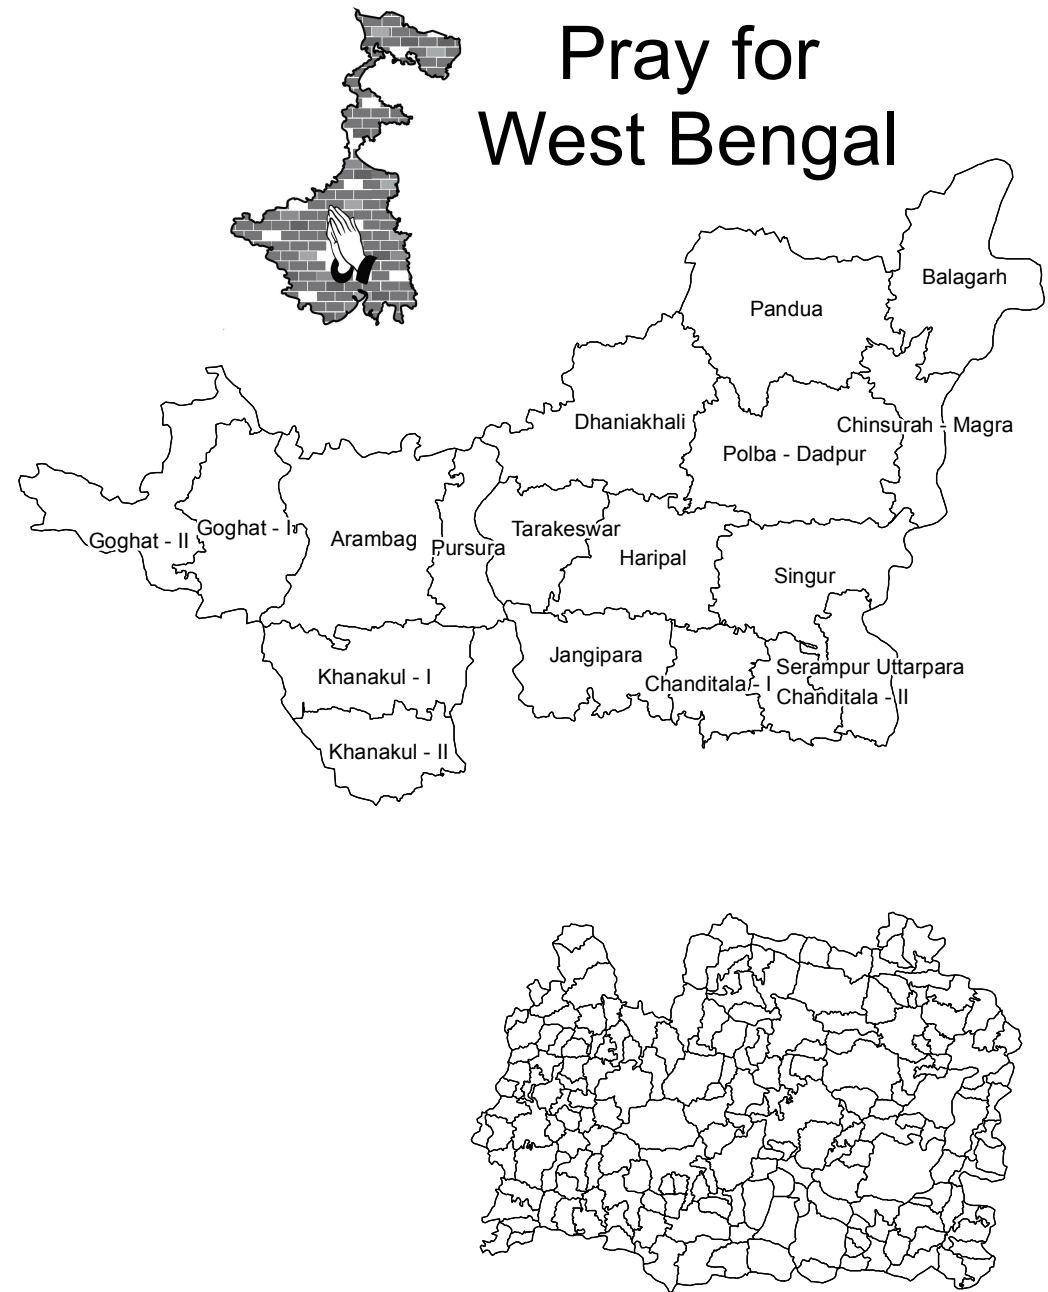 Pray for
West Bengal
Balagarh
Pandua
Dhaniakhali
Chinsurah - Magra
Polba - Dadpur
Goghat - II
Goghat - I
Arambag
Pursura
Tarakeswar
Haripal
Singur
Khanakul - I
Jangipara
Chanditala - I
Serampur Uttarpara
Chanditala - II
Khanakul - II